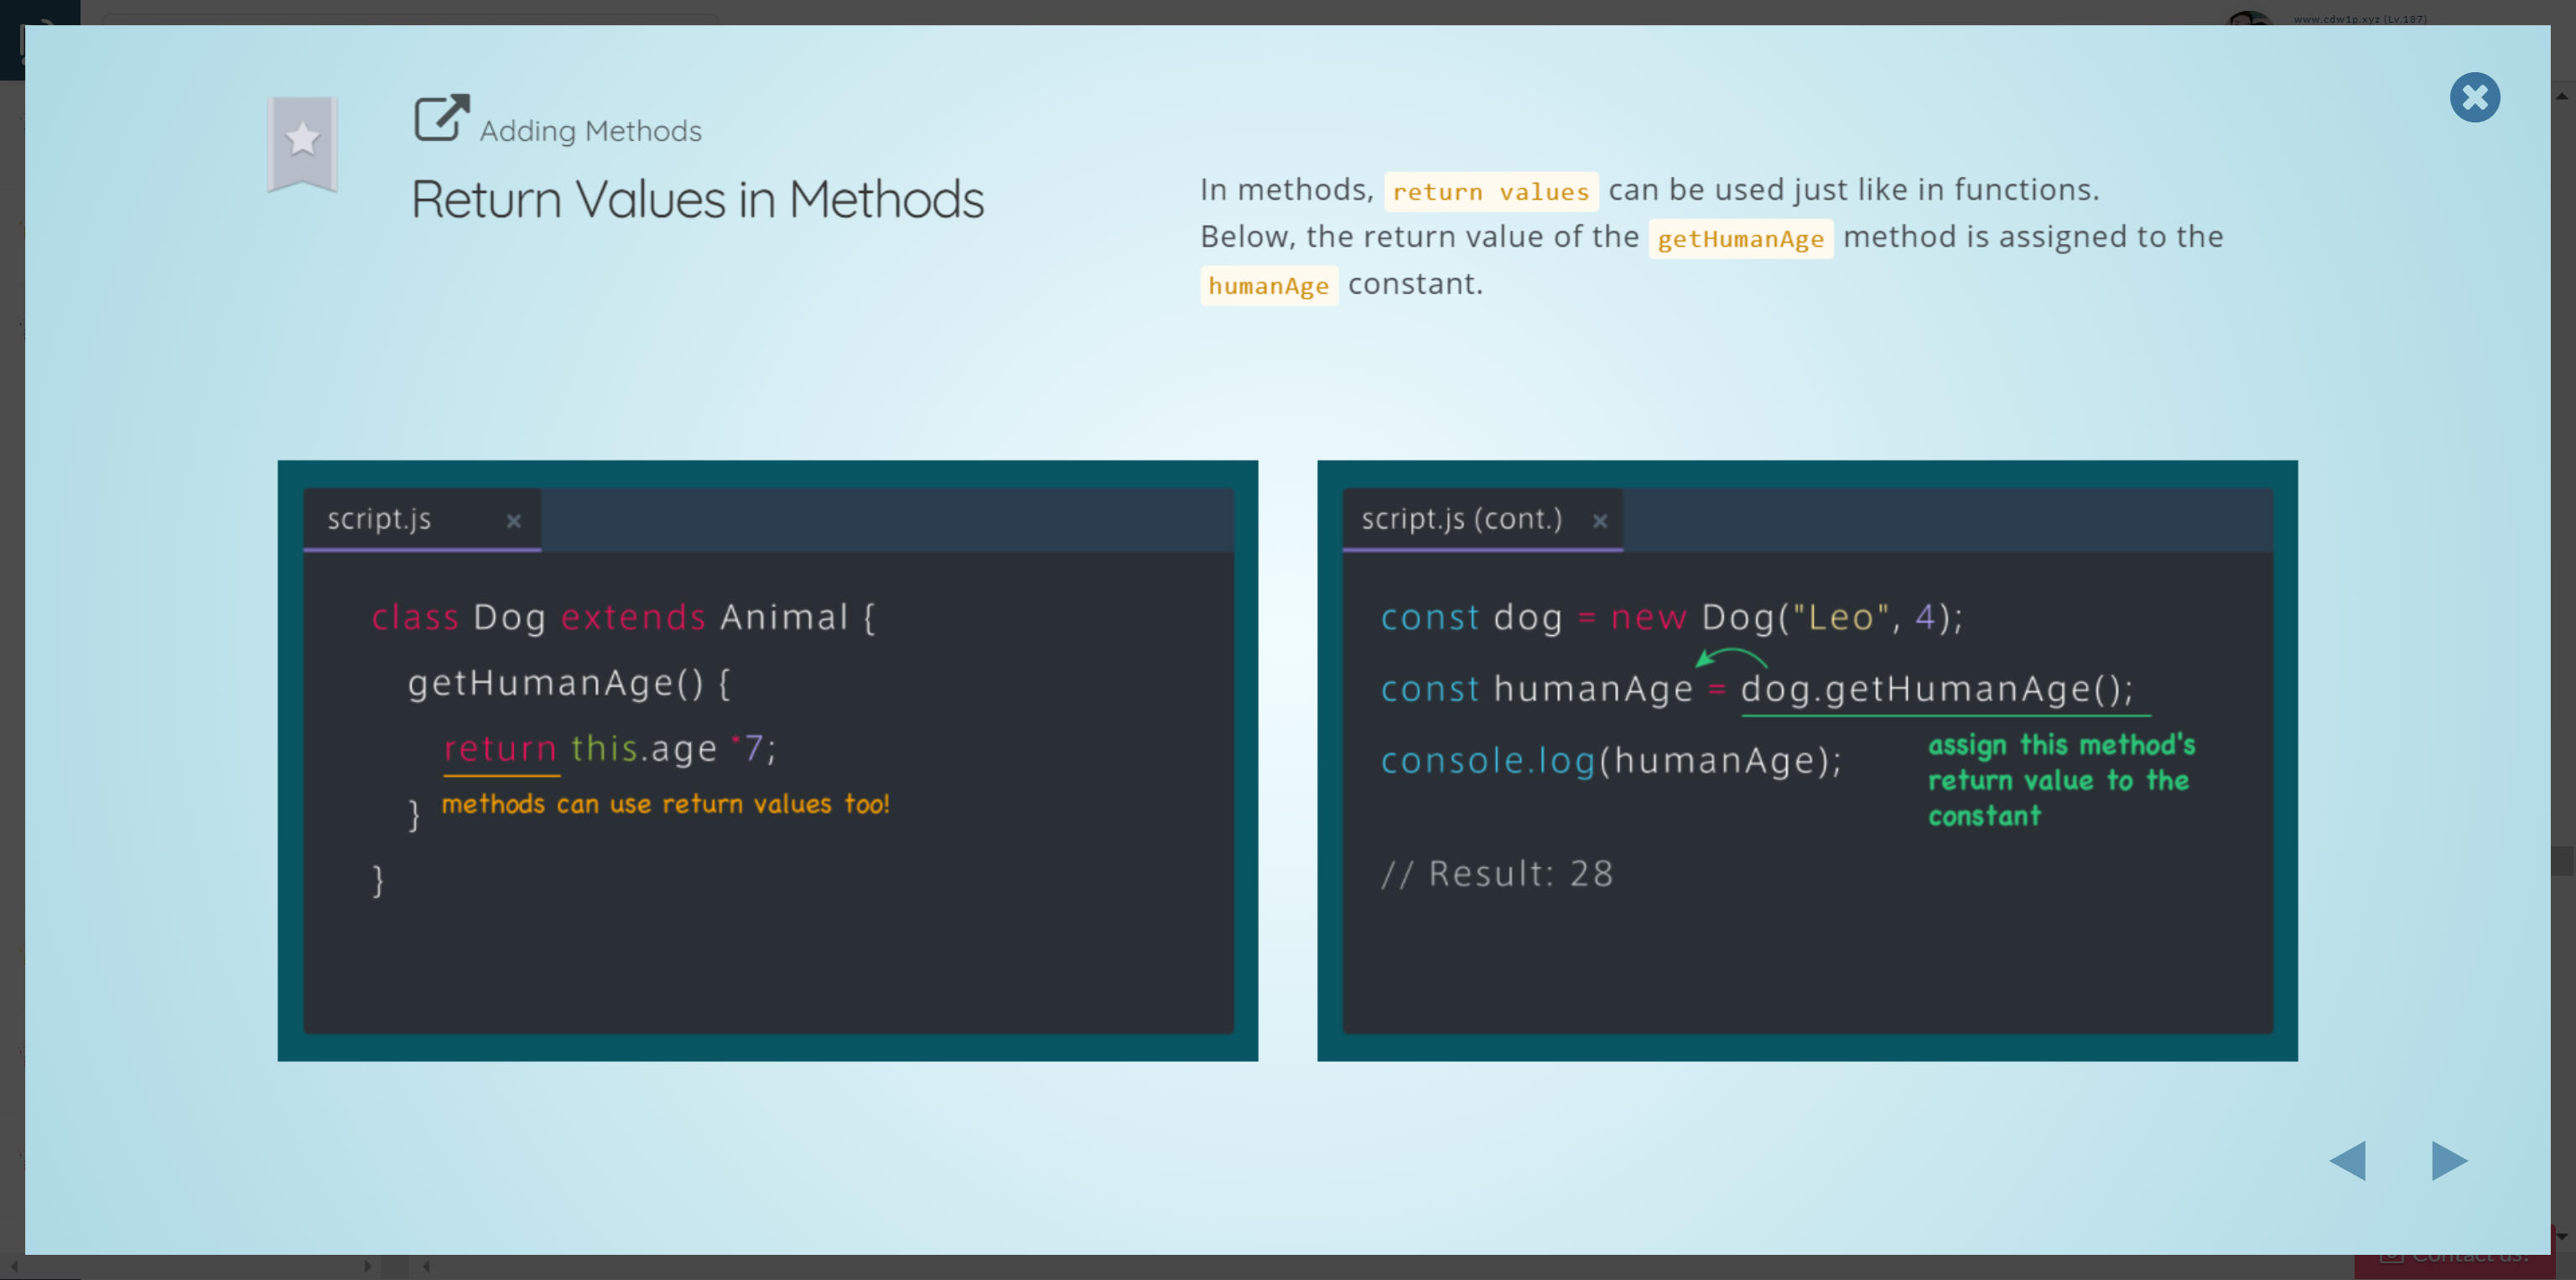 www.cdw1p.xyz (Lv.187)
Adding Methods
Return Values in Methods
In methods, return values can be used just like in functions.
Below, the return value of the getHumanAge method is assigned to the
humanAge constant.
script.js
class Dog extends Animal {
getHumanAge() {
return this.age *7;
} methods can use return values too!
}
script.js (cont.)
const dog = new Dog("Leo", 4);
const humanAge = dog.getHumanAge();
console.log(humanAge);
assign this method's
return value to the
constant
// Result: 28
Contact us!